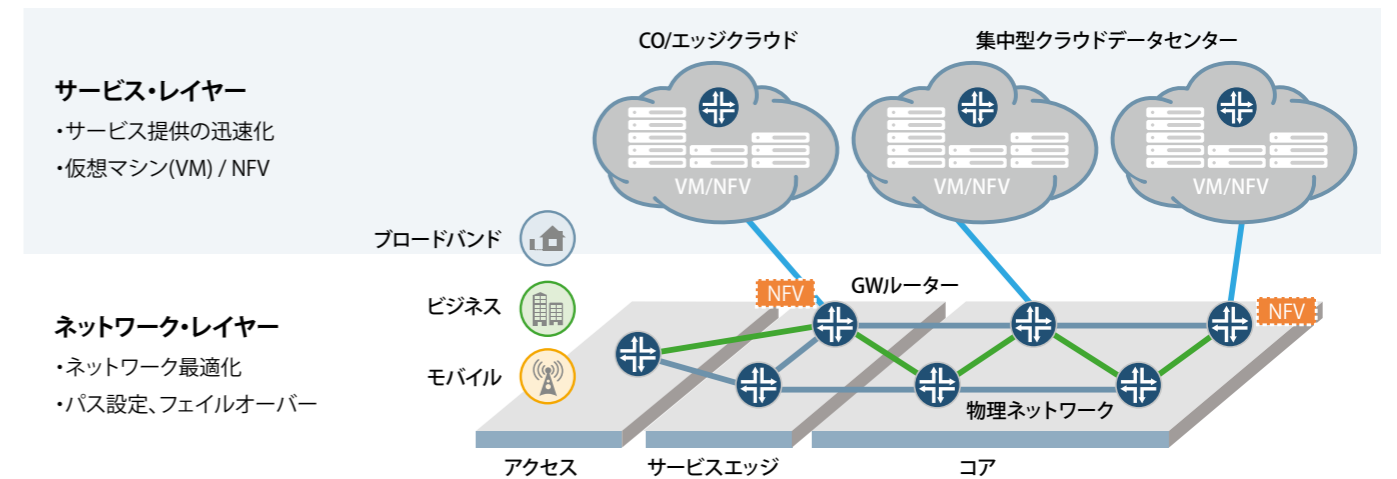 CO/エッジクラウド
集中型クラウドデータセンター
サービス・レイヤー
・サービス提供の迅速化
・仮想マシン(VM) / NFV
VM/NFV
VM/NFV
VM/NFV
ブロードバンド
ビジネス
モバイル
ネットワーク・レイヤー
・ネットワーク最適化
・パス設定、フェイルオーバー
NFV
GWルーター
NFV
物理ネットワーク
アクセス
サービスエッジ
コア